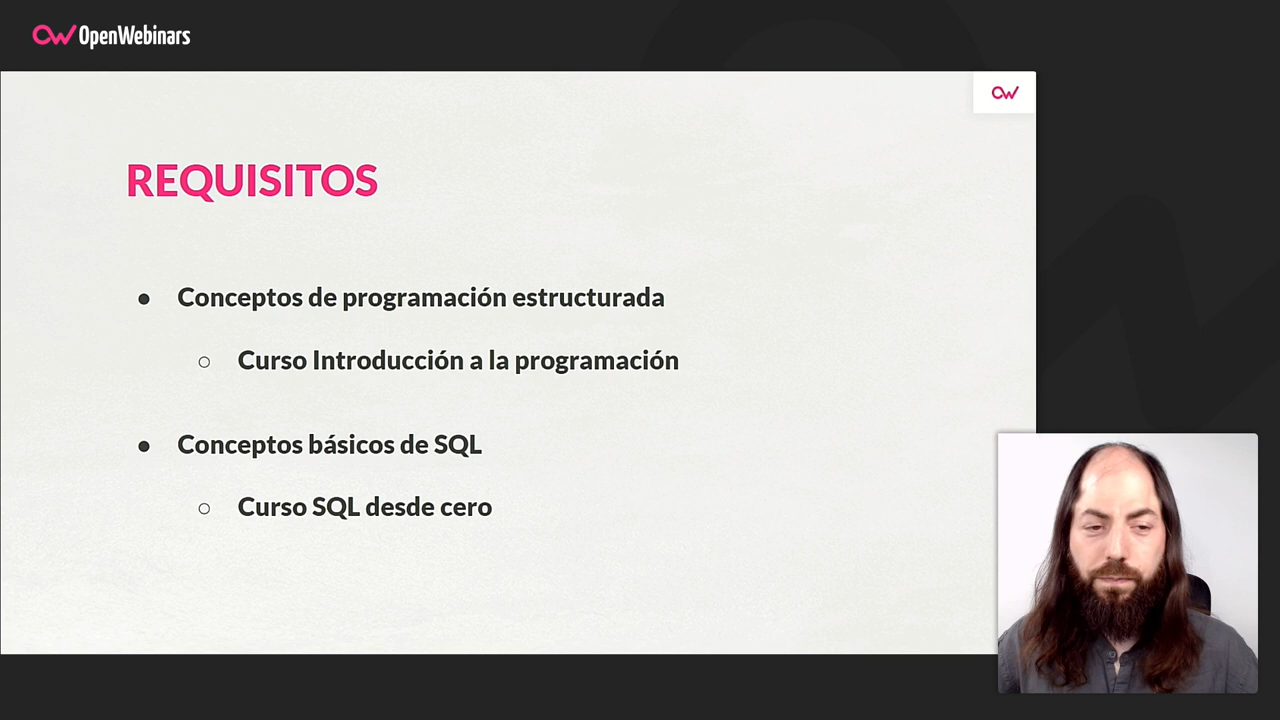 OpenWebinars
REQUISITOS
● Conceptos de programación estructurada
○ Curso Introducción a la programación
● Conceptos básicos de SQL
○ Curso SQL desde cero